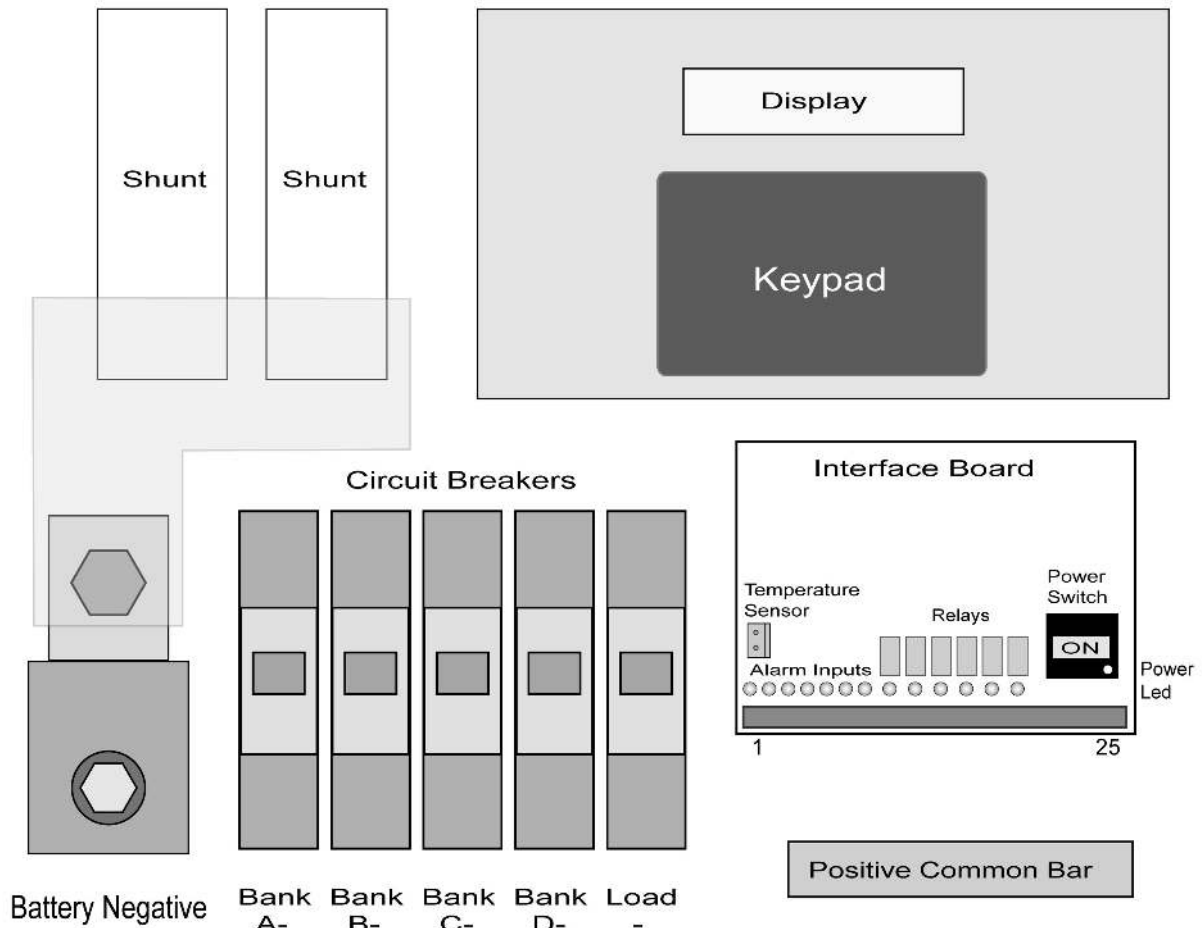 Display
Shunt
Shunt
Keypad
Circuit Breakers
Interface Board
Temperature
Sensor
Relays
Power
Switch
ON
Alarm Inputs
Power
Led
1
25
Positive Common Bar
Battery Negative
Bank
A-
Bank
B-
Bank
C-
Bank
D-
Load
-